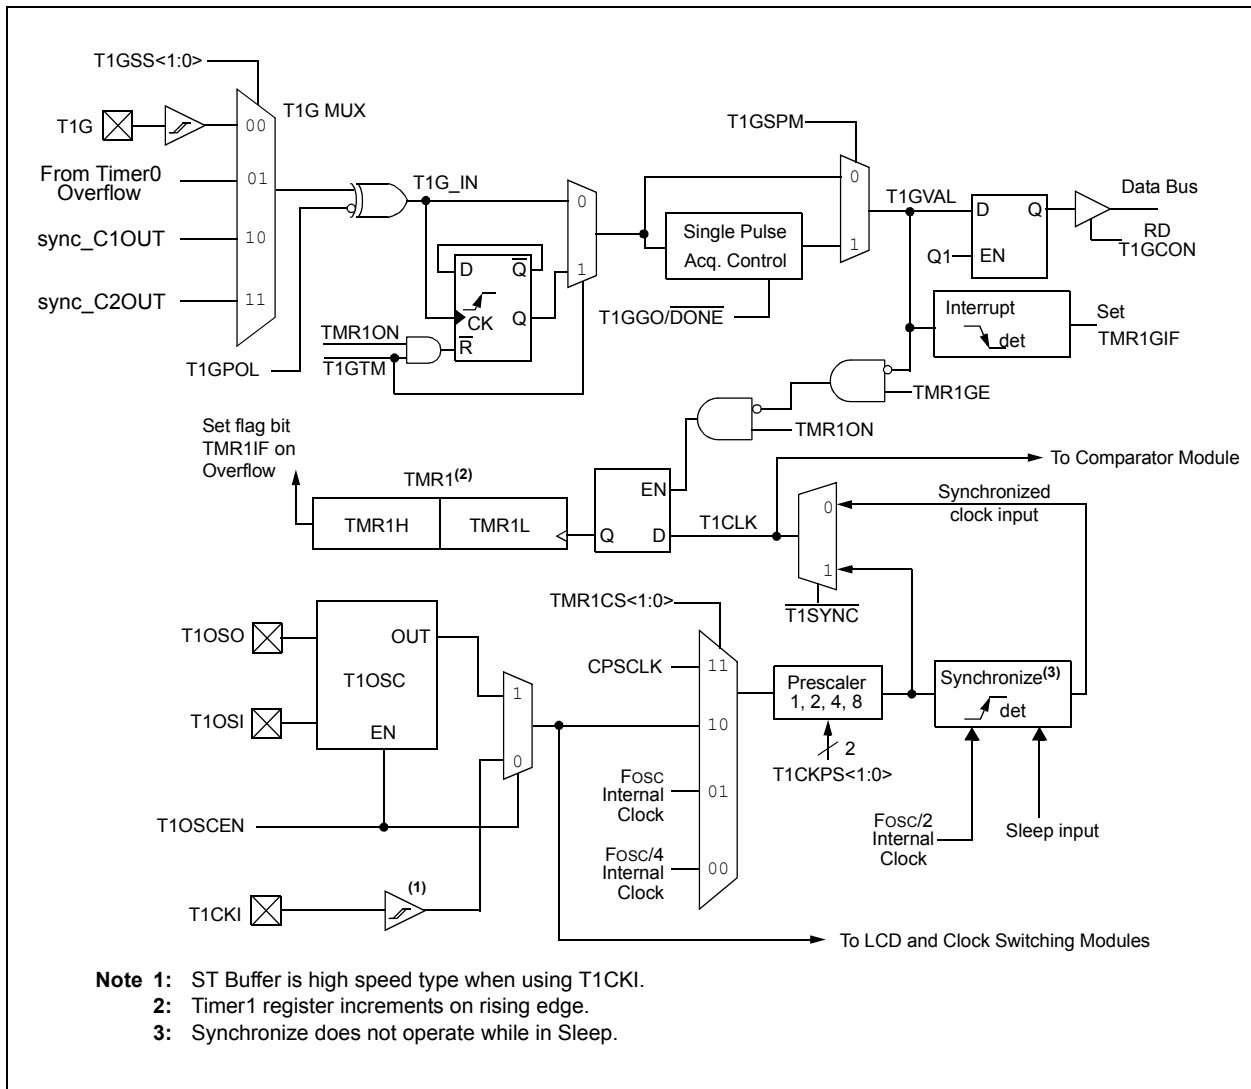 T1GSS<1:0>
T1G MUX
T1G
00
From Timer0
Overflow
01
sync_C1OUT
10
sync_C2OUT
11
T1GPOL
T1G_IN
0
1
D
Q
CK
Q
R
TMR1ON
T1GTM
T1GSPM
0
1
Single Pulse
Acq. Control
T1GGO/DONE
T1GVAL
D
Q
Q1
EN
Data Bus
RD
T1GCON
Interrupt
det
Set
TMR1GIF
TMR1GE
TMR1ON
Set flag bit
TMR1IF on
Overflow
TMR1(2)
TMR1H
TMR1L
EN
Q
D
T1CLK
To Comparator Module
0
1
Synchronized
clock input
T1SYNC
T1OSO
OUT
T1OSC
T1OSI
EN
1
0
T1OSCEN
T1CKI
(1)
TMR1CS<1:0>
CPSCLK
11
10
FOSC
Internal
Clock
01
FOSC/4
Internal
Clock
00
Prescaler
1, 2, 4, 8
2
T1CKPS<1:0>
Synchronize(3)
det
FOSC/2
Internal
Clock
Sleep input
To LCD and Clock Switching Modules
Note 1: ST Buffer is high speed type when using T1CKI.
2: Timer1 register increments on rising edge.
3: Synchronize does not operate while in Sleep.